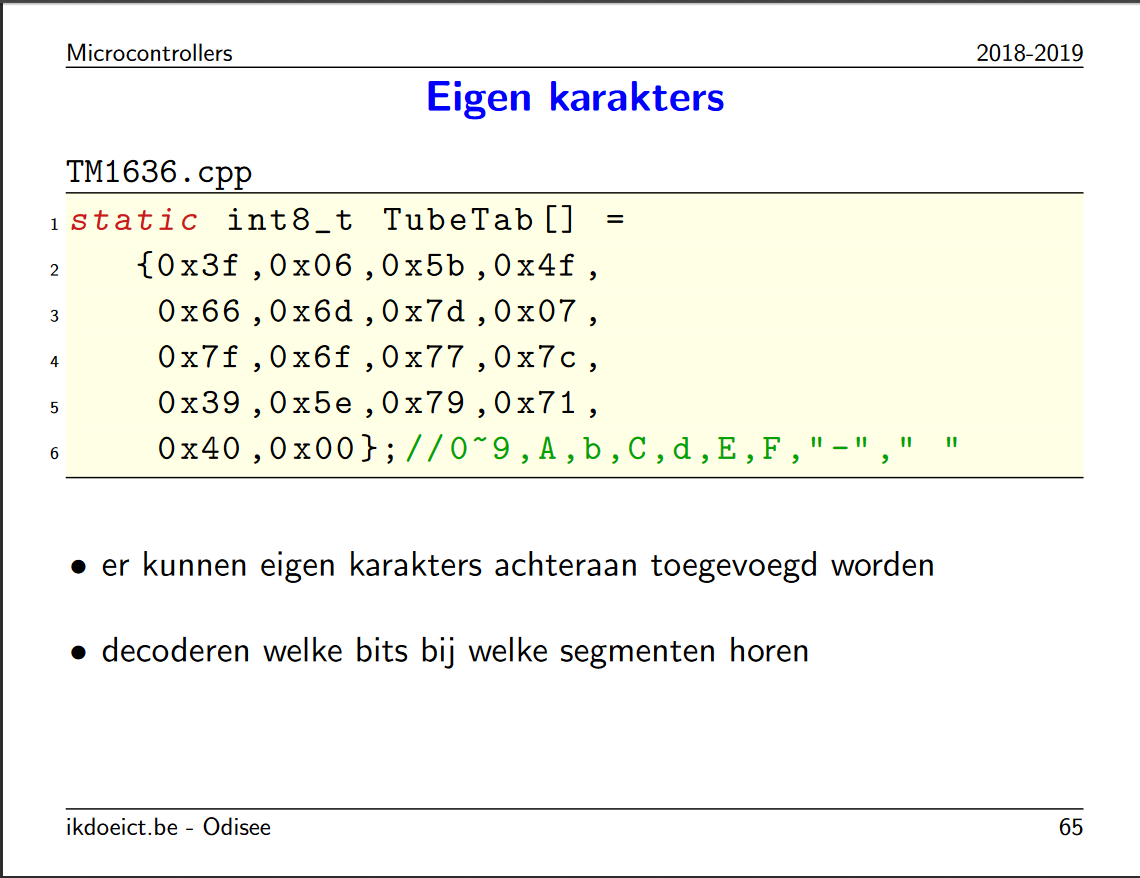 Microcontrollers 2018-2019
Eigen karakters
TM1636.cpp
1 static int8_t TubeTab[] =
2 {0x3f,0x06,0x5b,0x4f,
3 0x66,0x6d,0x7d,0x07,
4 0x7f,0x6f,0x77,0x7c,
5 0x39,0x5e,0x79,0x71,
6 0x40,0x00};//0~9,A,b,C,d,E,F,"-"," "
• er kunnen eigen karakters achteraan toegevoegd worden
• decoderen welke bits bij welke segmenten horen
ikdoeict.be - Odisee 65